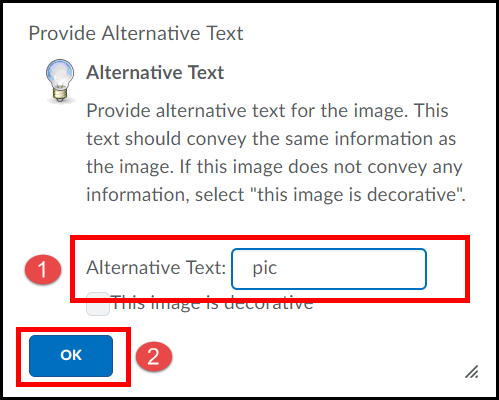 Provide Alternative Text
Alternative Text
Provide alternative text for the image. This
text should convey the same information as
the image. If this image does not convey any
information, select "this image is decorative".
1
Alternative Text: pic
This image is decorative
OK
2